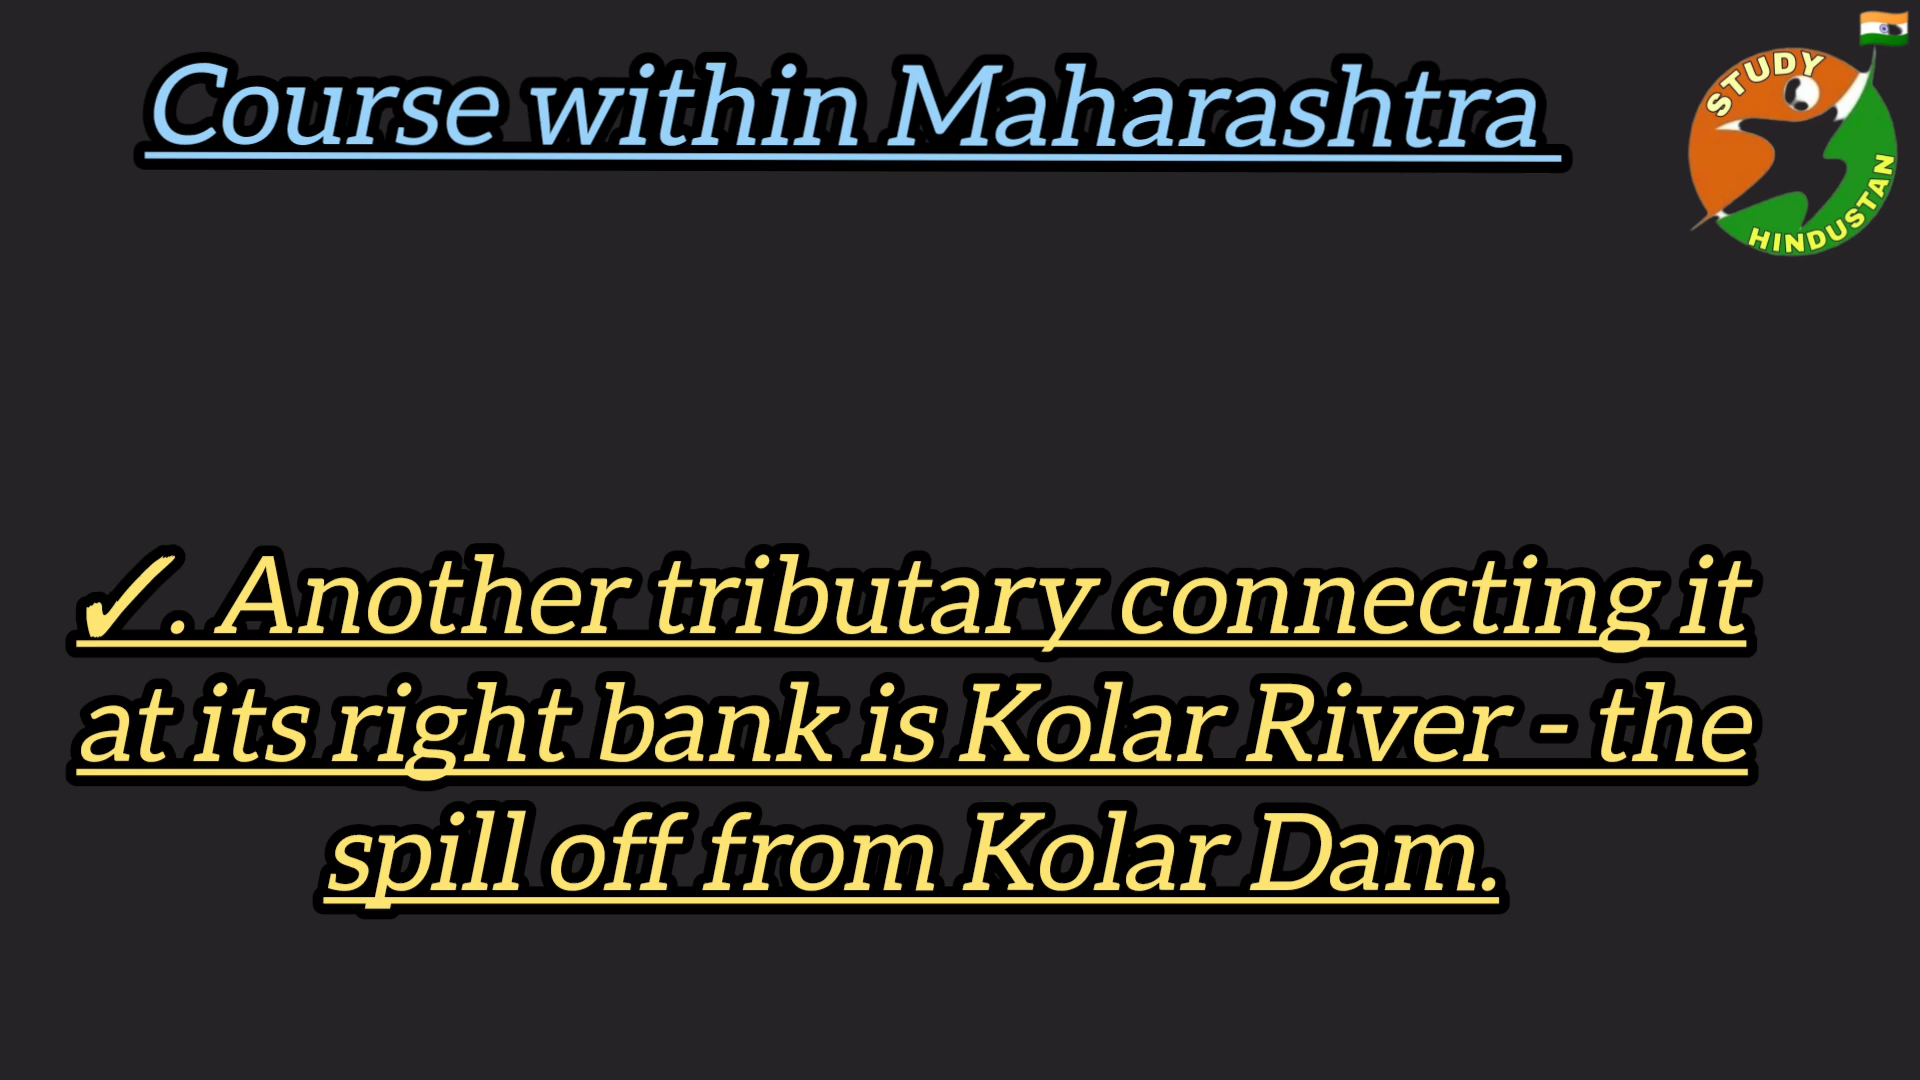 Course within Maharashtra
STUDY
HINDUSTAN
✓. Another tributary connecting it
at its right bank is Kolar River - the
spill off from Kolar Dam.